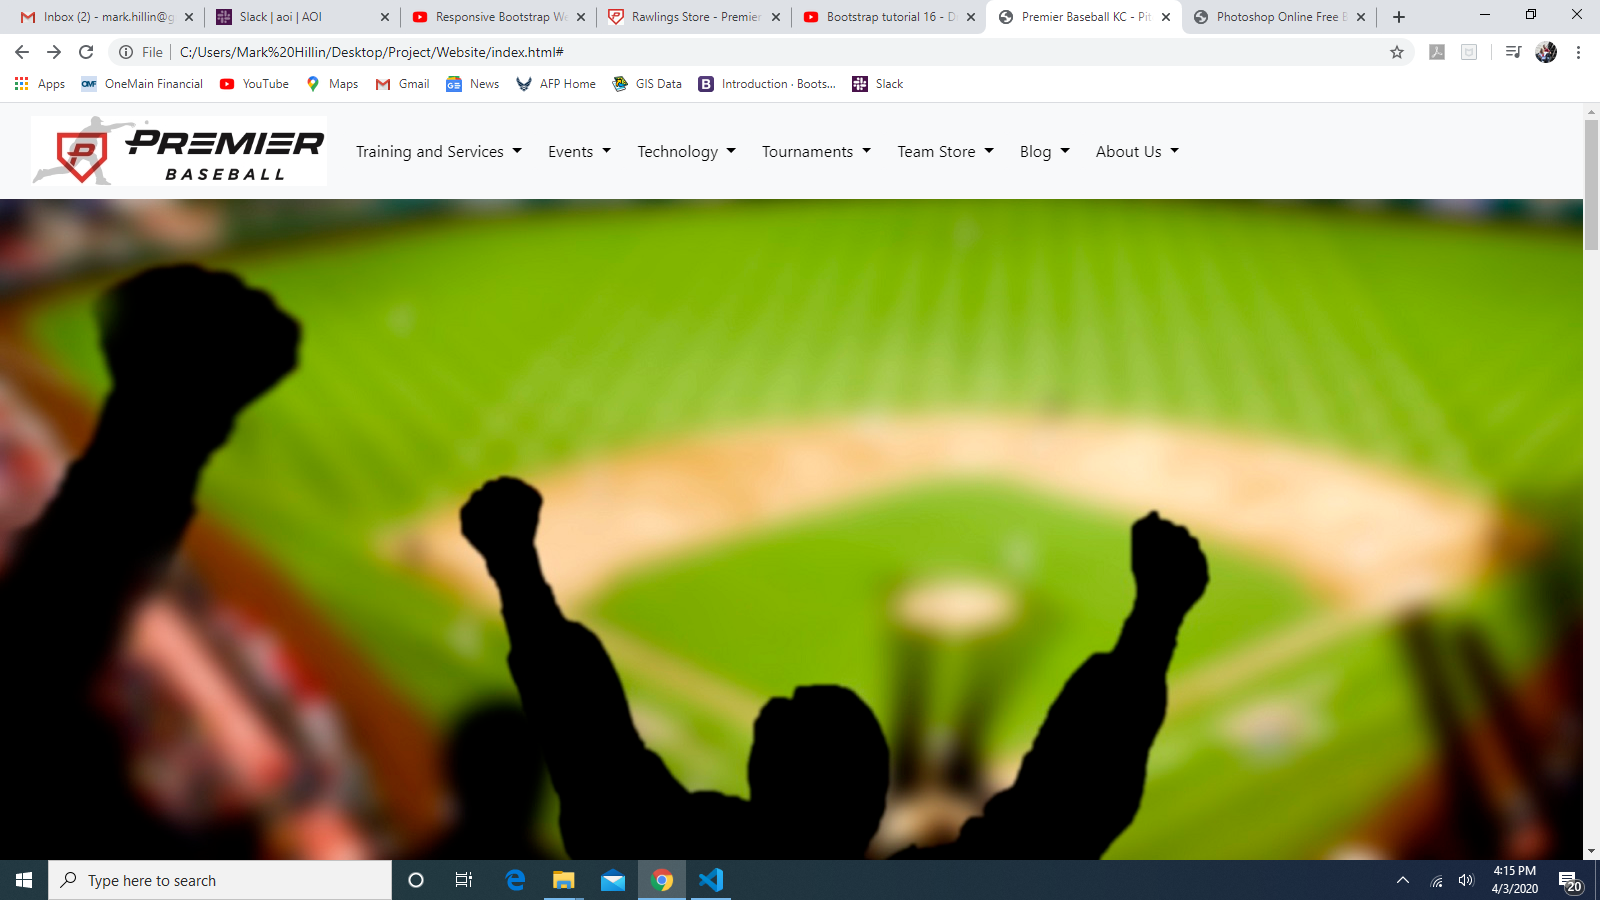 Inbox (2) - mark.hillin@g
Slack | aoi | AOI
Responsive Bootstrap We
Rawlings Store - Premier
Bootstrap tutorial 16 - D
Premier Baseball KC - Pit
Photoshop Online Free E
File
C:/Users/Mark%20Hillin/Desktop/Project/Website/index.html#
Apps
OneMain Financial
YouTube
Maps
Gmail
News
AFP Home
GIS Data
B
Introduction · Boots...
Slack
P
PREMIER
BASEBALL
Training and Services
Events
Technology
Tournaments
Team Store
Blog
About Us
Type here to search
4:15 PM
4/3/2020
20